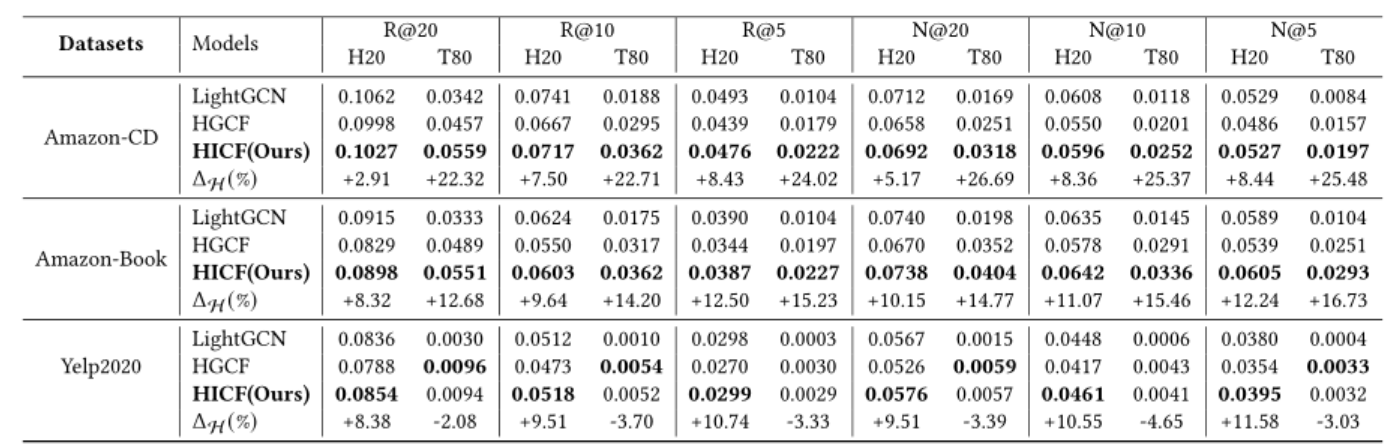 Datasets Models R@20 R@10 R@5 N@20 N@10 N@5
H20 T80 H20 T80 H20 T80 H20 T80 H20 T80 H20 T80
Amazon-CD
LightGCN 0.1062 0.0342 0.0741 0.0188 0.0493 0.0104 0.0712 0.0169 0.0608 0.0118 0.0529 0.0084
HGCF 0.0998 0.0457 0.0667 0.0295 0.0439 0.0179 0.0658 0.0251 0.0550 0.0201 0.0486 0.0157
HICF(Ours) 0.1027 0.0559 0.0717 0.0362 0.0476 0.0222 0.0692 0.0318 0.0596 0.0252 0.0527 0.0197
Δℋ(%) +2.91 +22.32 +7.50 +22.71 +8.43 +24.02 +5.17 +26.69 +8.36 +25.37 +8.44 +25.48
Amazon-Book
LightGCN 0.0915 0.0333 0.0624 0.0175 0.0390 0.0104 0.0740 0.0198 0.0635 0.0145 0.0589 0.0104
HGCF 0.0829 0.0489 0.0550 0.0317 0.0344 0.0197 0.0670 0.0352 0.0578 0.0291 0.0539 0.0251
HICF(Ours) 0.0898 0.0551 0.0603 0.0362 0.0387 0.0227 0.0738 0.0404 0.0642 0.0336 0.0605 0.0293
Δℋ(%) +8.32 +12.68 +9.64 +14.20 +12.50 +15.23 +10.15 +14.77 +11.07 +15.46 +12.24 +16.73
Yelp2020
LightGCN 0.0836 0.0030 0.0512 0.0010 0.0298 0.0003 0.0567 0.0015 0.0448 0.0006 0.0380 0.0004
HGCF 0.0788 0.0096 0.0473 0.0054 0.0270 0.0030 0.0526 0.0059 0.0417 0.0043 0.0354 0.0033
HICF(Ours) 0.0854 0.0094 0.0518 0.0052 0.0299 0.0029 0.0576 0.0057 0.0461 0.0041 0.0395 0.0032
Δℋ(%) +8.38 -2.08 +9.51 -3.70 +10.74 -3.33 +9.51 -3.39 +10.55 -4.65 +11.58 -3.03